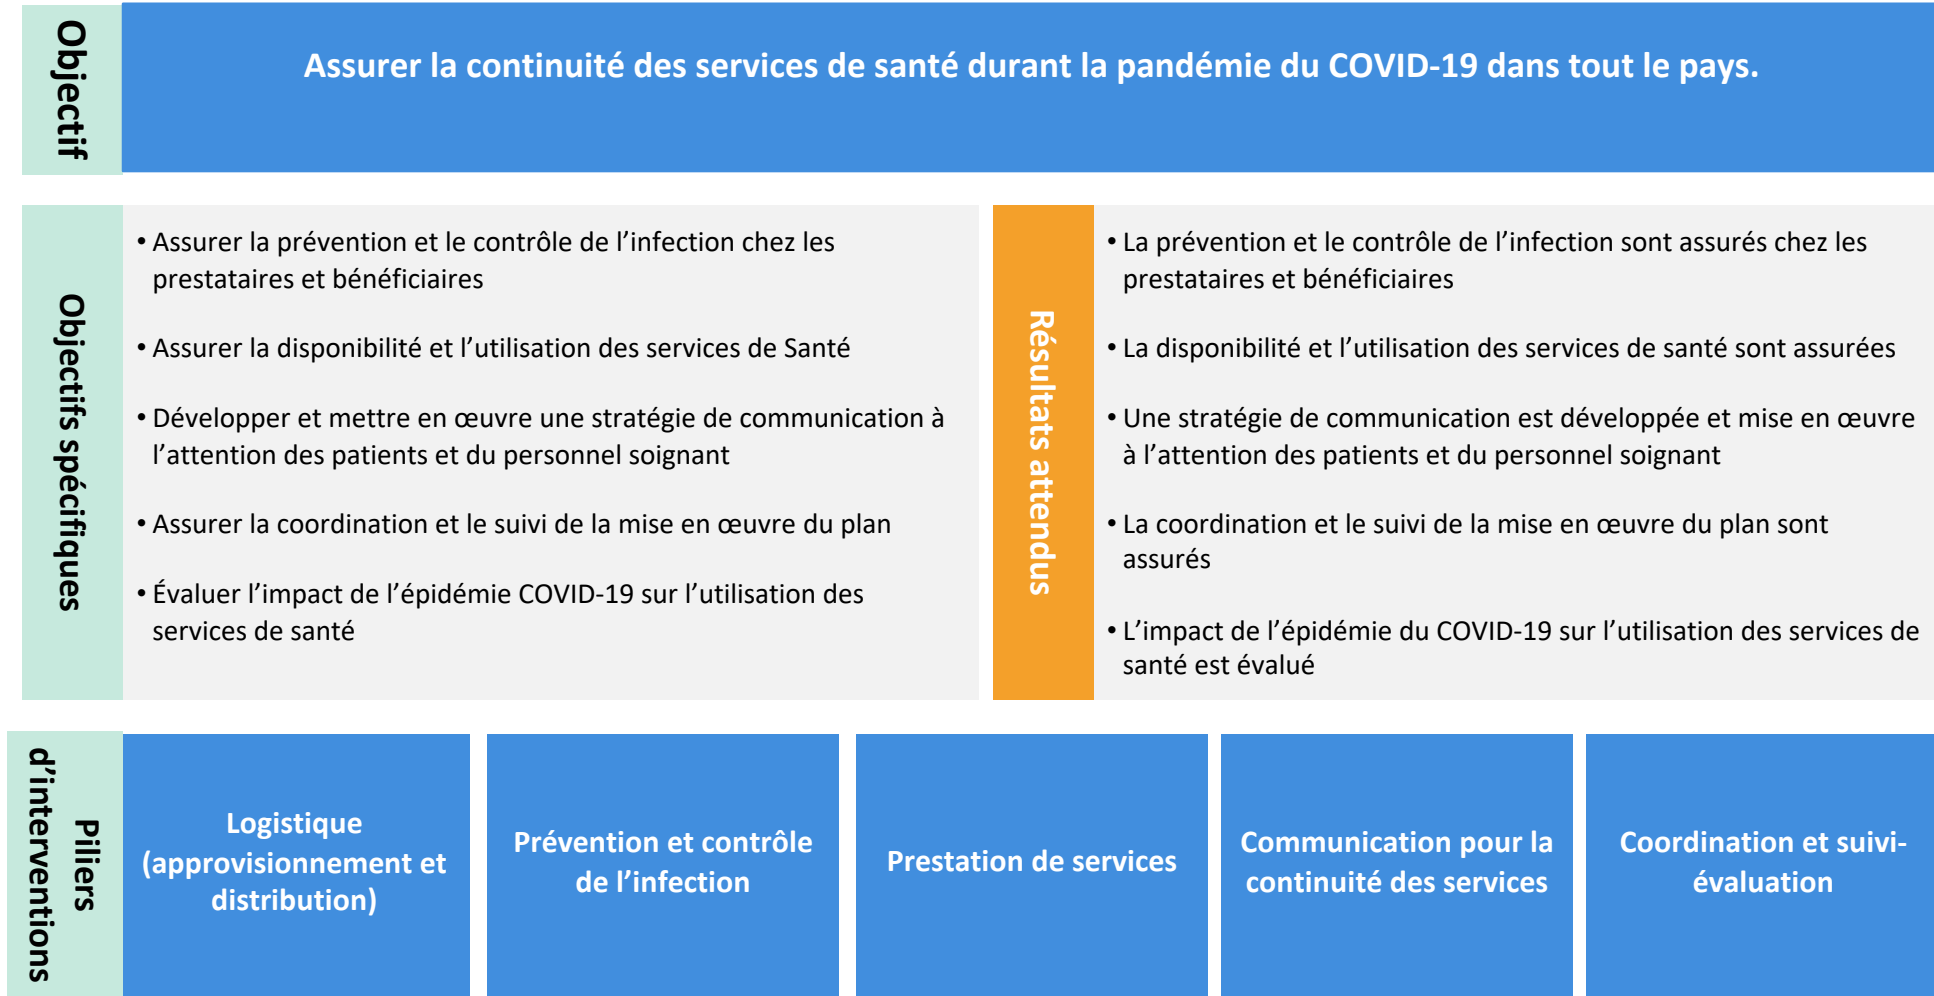 Objectif
Assurer la continuité des services de santé durant la pandémie du COVID-19 dans tout le pays.
Objectifs spécifiques
• Assurer la prévention et le contrôle de l’infection chez les
prestataires et bénéficiaires
• Assurer la disponibilité et l’utilisation des services de Santé
• Développer et mettre en œuvre une stratégie de communication à
l’attention des patients et du personnel soignant
• Assurer la coordination et le suivi de la mise en œuvre du plan
• Évaluer l’impact de l’épidémie COVID-19 sur l’utilisation des
services de santé
Résultats attendus
• La prévention et le contrôle de l’infection sont assurés chez les
prestataires et bénéficiaires
• La disponibilité et l’utilisation des services de santé sont assurées
• Une stratégie de communication est développée et mise en œuvre
à l’attention des patients et du personnel soignant
• La coordination et le suivi de la mise en œuvre du plan sont
assurés
• L’impact de l’épidémie du COVID-19 sur l’utilisation des services de
santé est évalué
Piliers
d’interventions
Logistique
(approvisionnement et
distribution)
Prévention et contrôle
de l’infection
Prestation de services
Communication pour la
continuité des services
Coordination et suivi-
évaluation